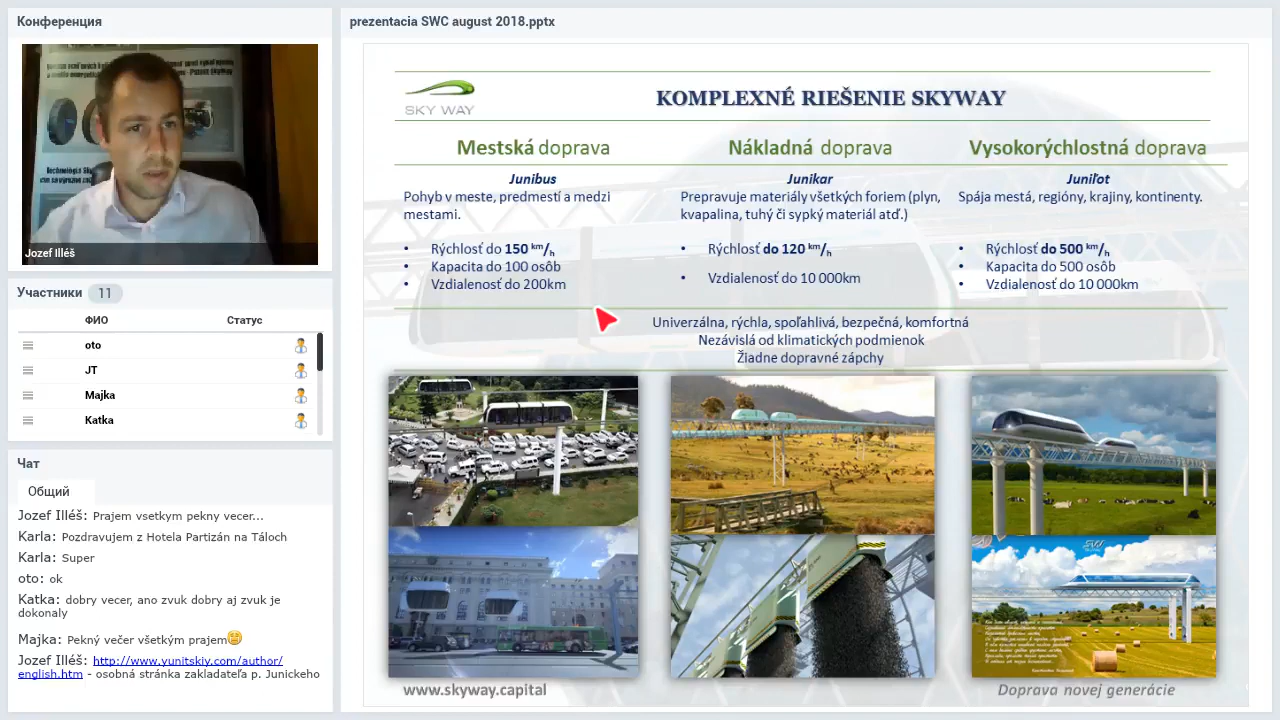 Конференция
Jozef Illéš
Участники 11
ФИО Статус
oto
JT
Majka
Katka
Чат
Общий
Jozef Illéš: Prajem vsetkym pekny vecer...
Karla: Pozdravujem z Hotela Partizán na Táloch
Karla: Super
oto: ok
Katka: dobry vecer, ano zvuk dobry aj zvuk je
dokonaly
Majka: Pekný večer všetkým prajem
Jozef Illéš: http://www.yunitskiy.com/author/
english.htm - osobná stránka zakladateľa p. Junickeho
prezentacia SWC august 2018.pptx
SKY WAY
KOMPLEXNÉ RIEŠENIE SKYWAY
Mestská doprava
Junibus
Pohyb v meste, predmestí a medzi
mestami.
• Rýchlosť do 150 km/h
• Kapacita do 100 osôb
• Vzdialenosť do 200km
Nákladná doprava
Junikar
Prepravuje materiály všetkých foriem (plyn,
kvapalina, tuhý či sypký materiál atď.)
• Rýchlosť do 120 km/h
• Vzdialenosť do 10 000km
Vysokorýchlostná doprava
Juniľot
Spája mestá, regióny, krajiny, kontinenty.
• Rýchlosť do 500 km/h
• Kapacita do 500 osôb
• Vzdialenosť do 10 000km
Univerzálna, rýchla, spoľahlivá, bezpečná, komfortná
Nezávislá od klimatických podmienok
Žiadne dopravné zápchy
www.skyway.capital
Doprava novej generácie